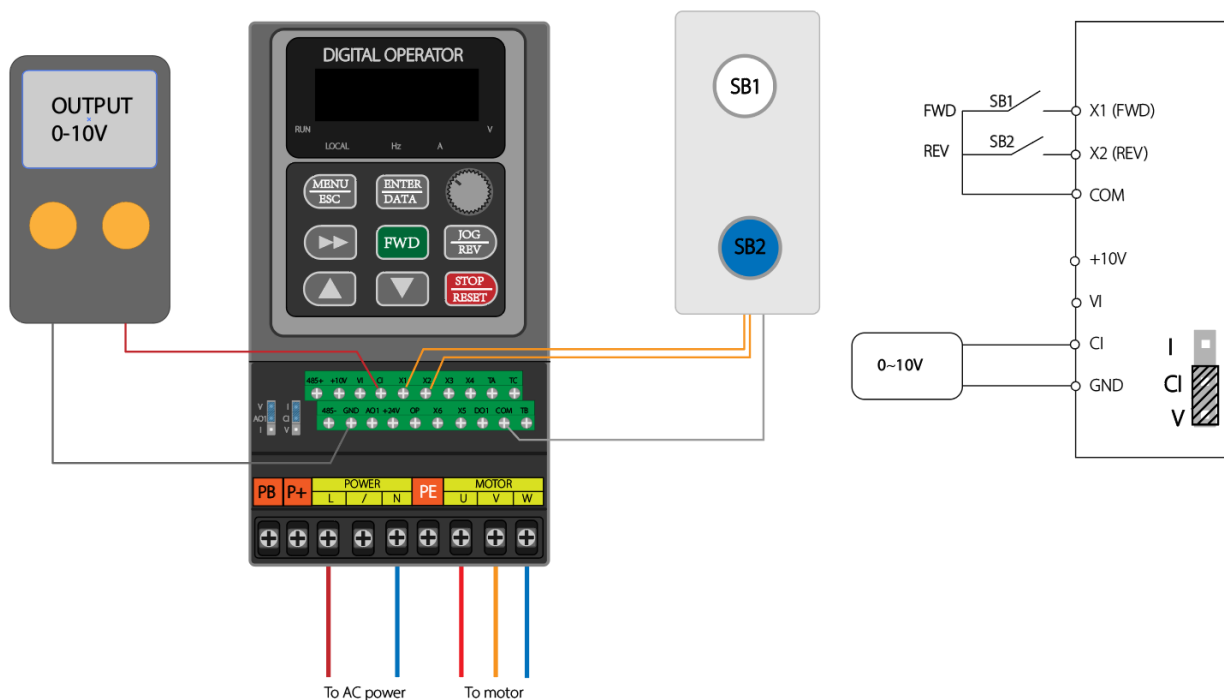 OUTPUT
0-10V
DIGITAL OPERATOR
RUN
V
LOCAL
Hz
A
MENU
ESC
ENTER
DATA
FWD
JOG
REV
STOP
RESET
485+ +10V VI CI X1 X2 X3 X4 TA TC
485- GND AO1 +24V OP X6 X5 DO1 COM TB
V
AO1
I
I
CI
V
PB P+ POWER PE MOTOR
L / N U V W
To AC power
To motor
SB1
SB2
FWD SB1 X1 (FWD)
REV SB2 X2 (REV)
COM
+10V
VI
CI
GND
0~10V
I
CI
V